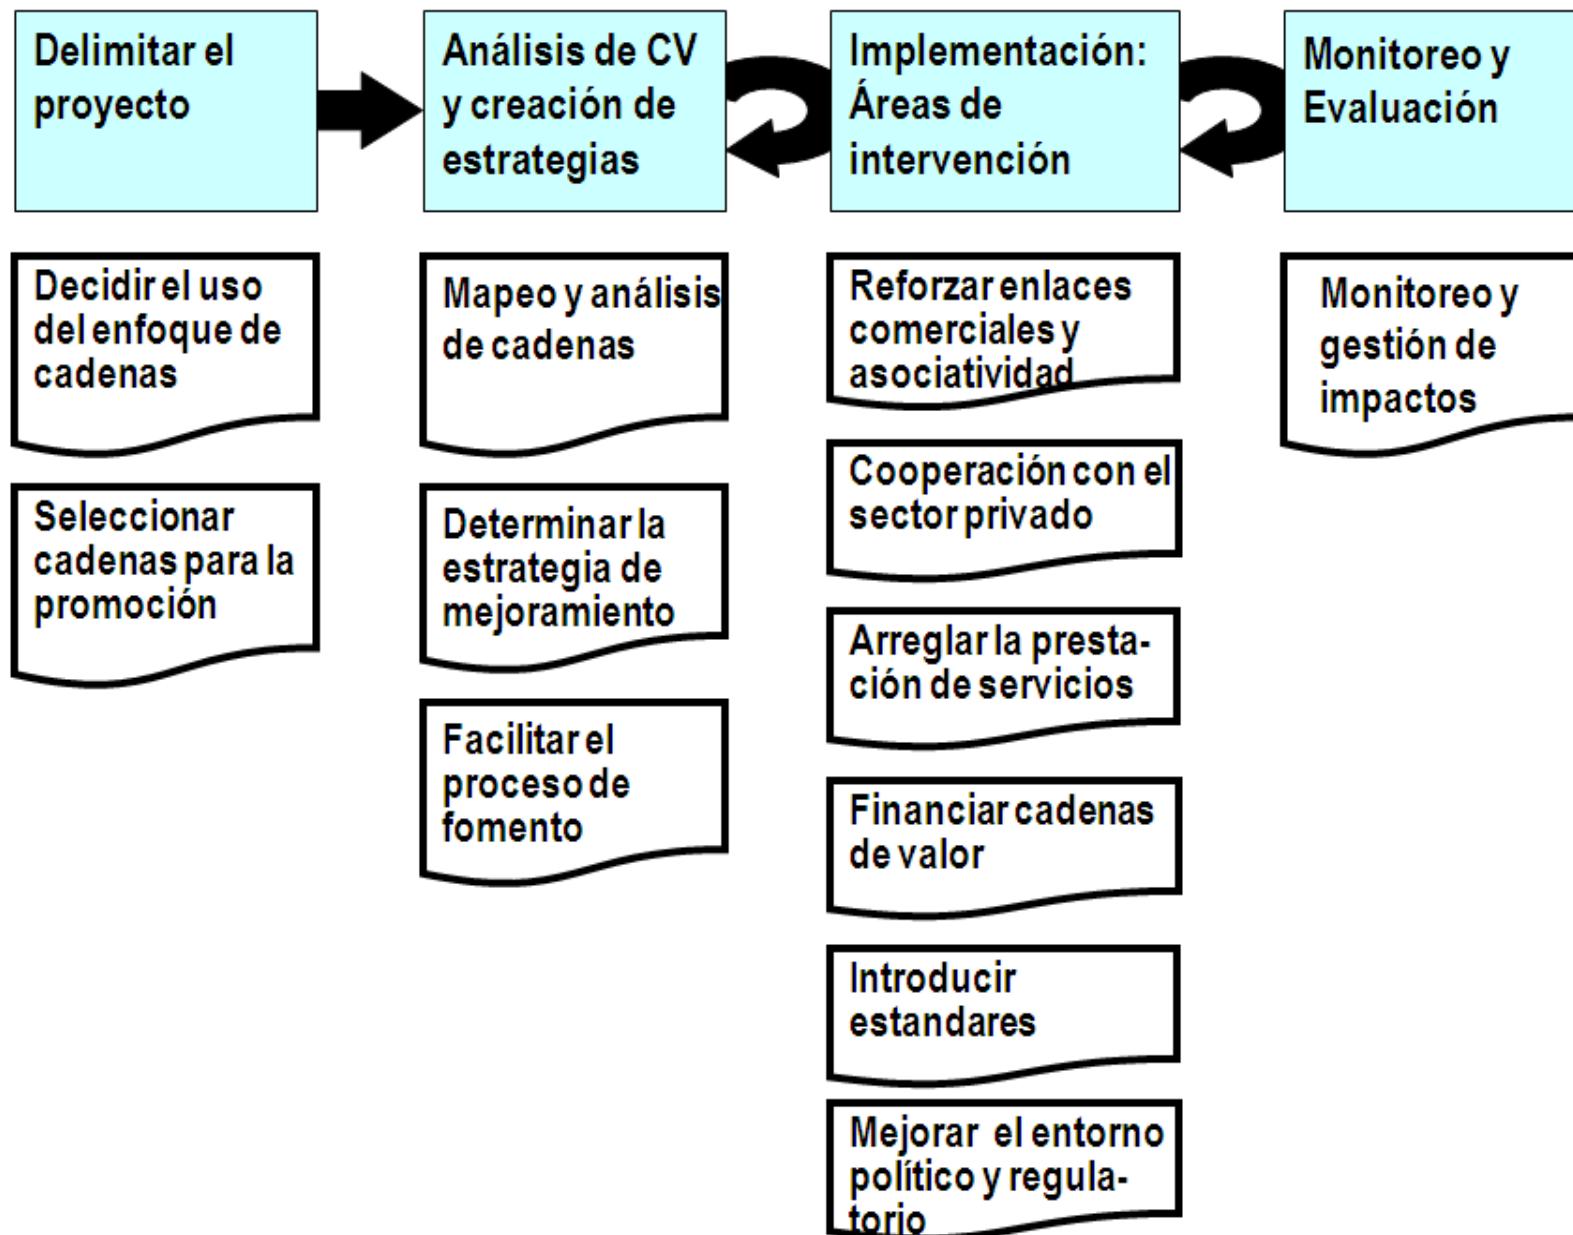 Delimitar el
proyecto
Análisis de CV
y creación de
estrategias
Implementación:
Áreas de
intervención
Monitoreo y
Evaluación
Decidir el uso
del enfoque de
cadenas
Seleccionar
cadenas para la
promoción
Mapeo y análisis
de cadenas
Determinar la
estrategia de
mejoramiento
Facilitar el
proceso de
fomento
Reforzar enlaces
comerciales y
asociatividad
Cooperación con el
sector privado
Arreglar la presta-
ción de servicios
Financiar cadenas
de valor
Introducir
estandares
Mejorar el entorno
político y regula-
torio
Monitoreo y
gestión de
impactos